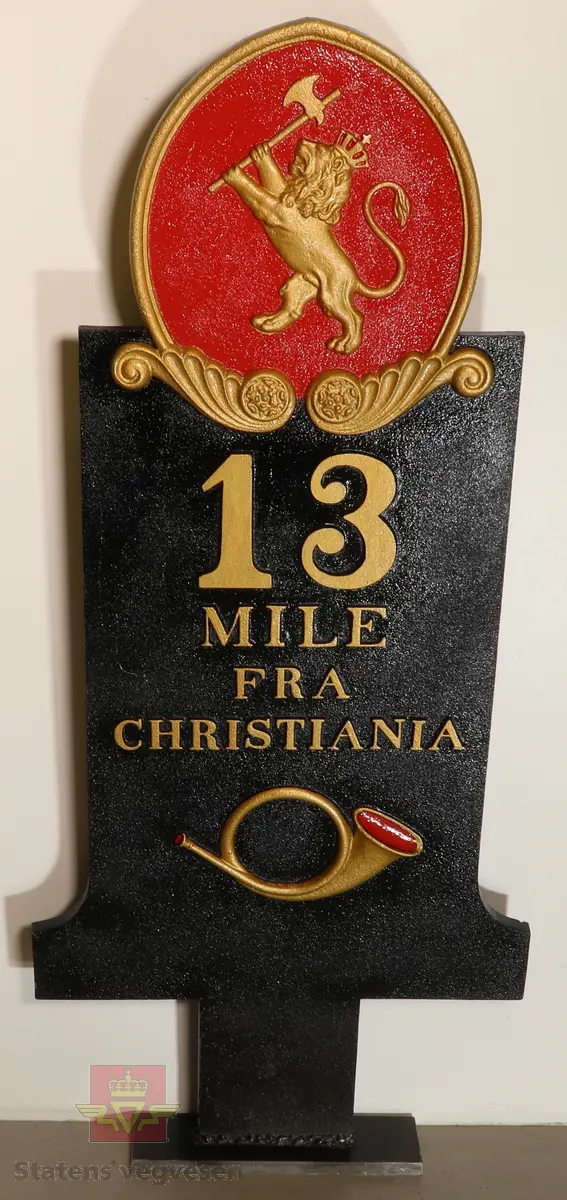 13
MILE
FRA
CHRISTIANIA
Statens vegvesen